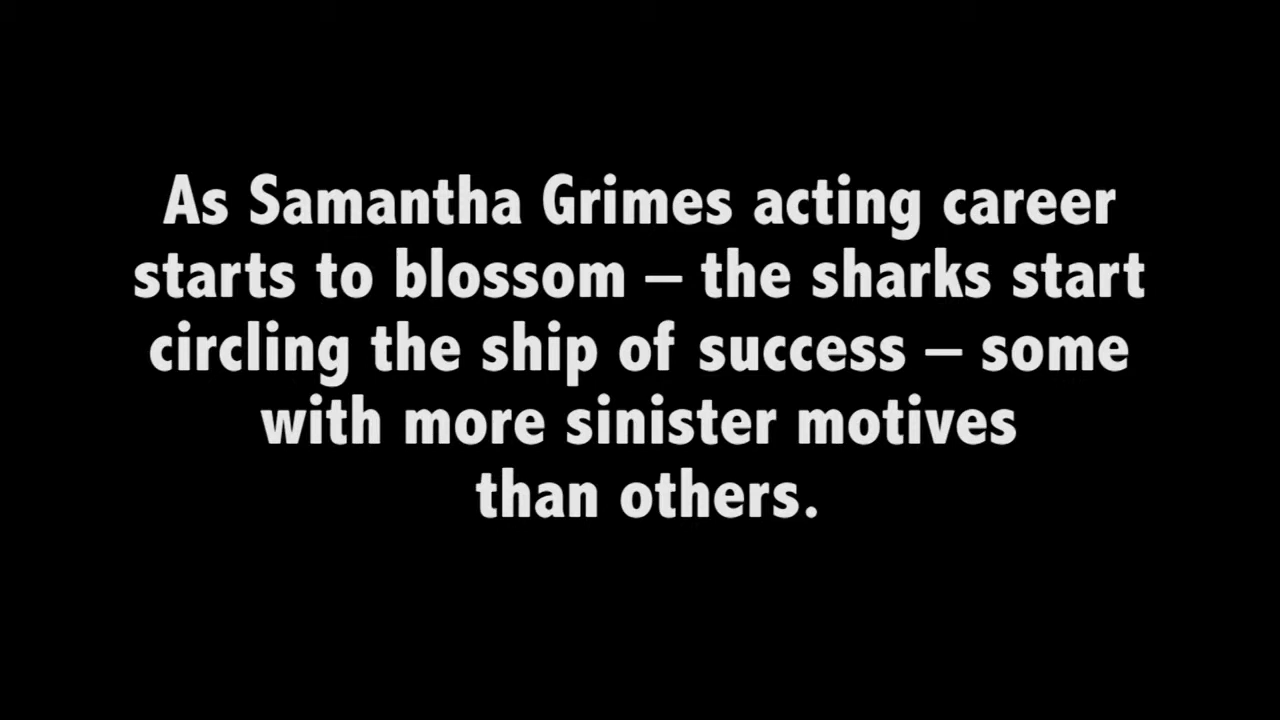 As Samantha Grimes acting career
starts to blossom – the sharks start
circling the ship of success – some
with more sinister motives
than others.